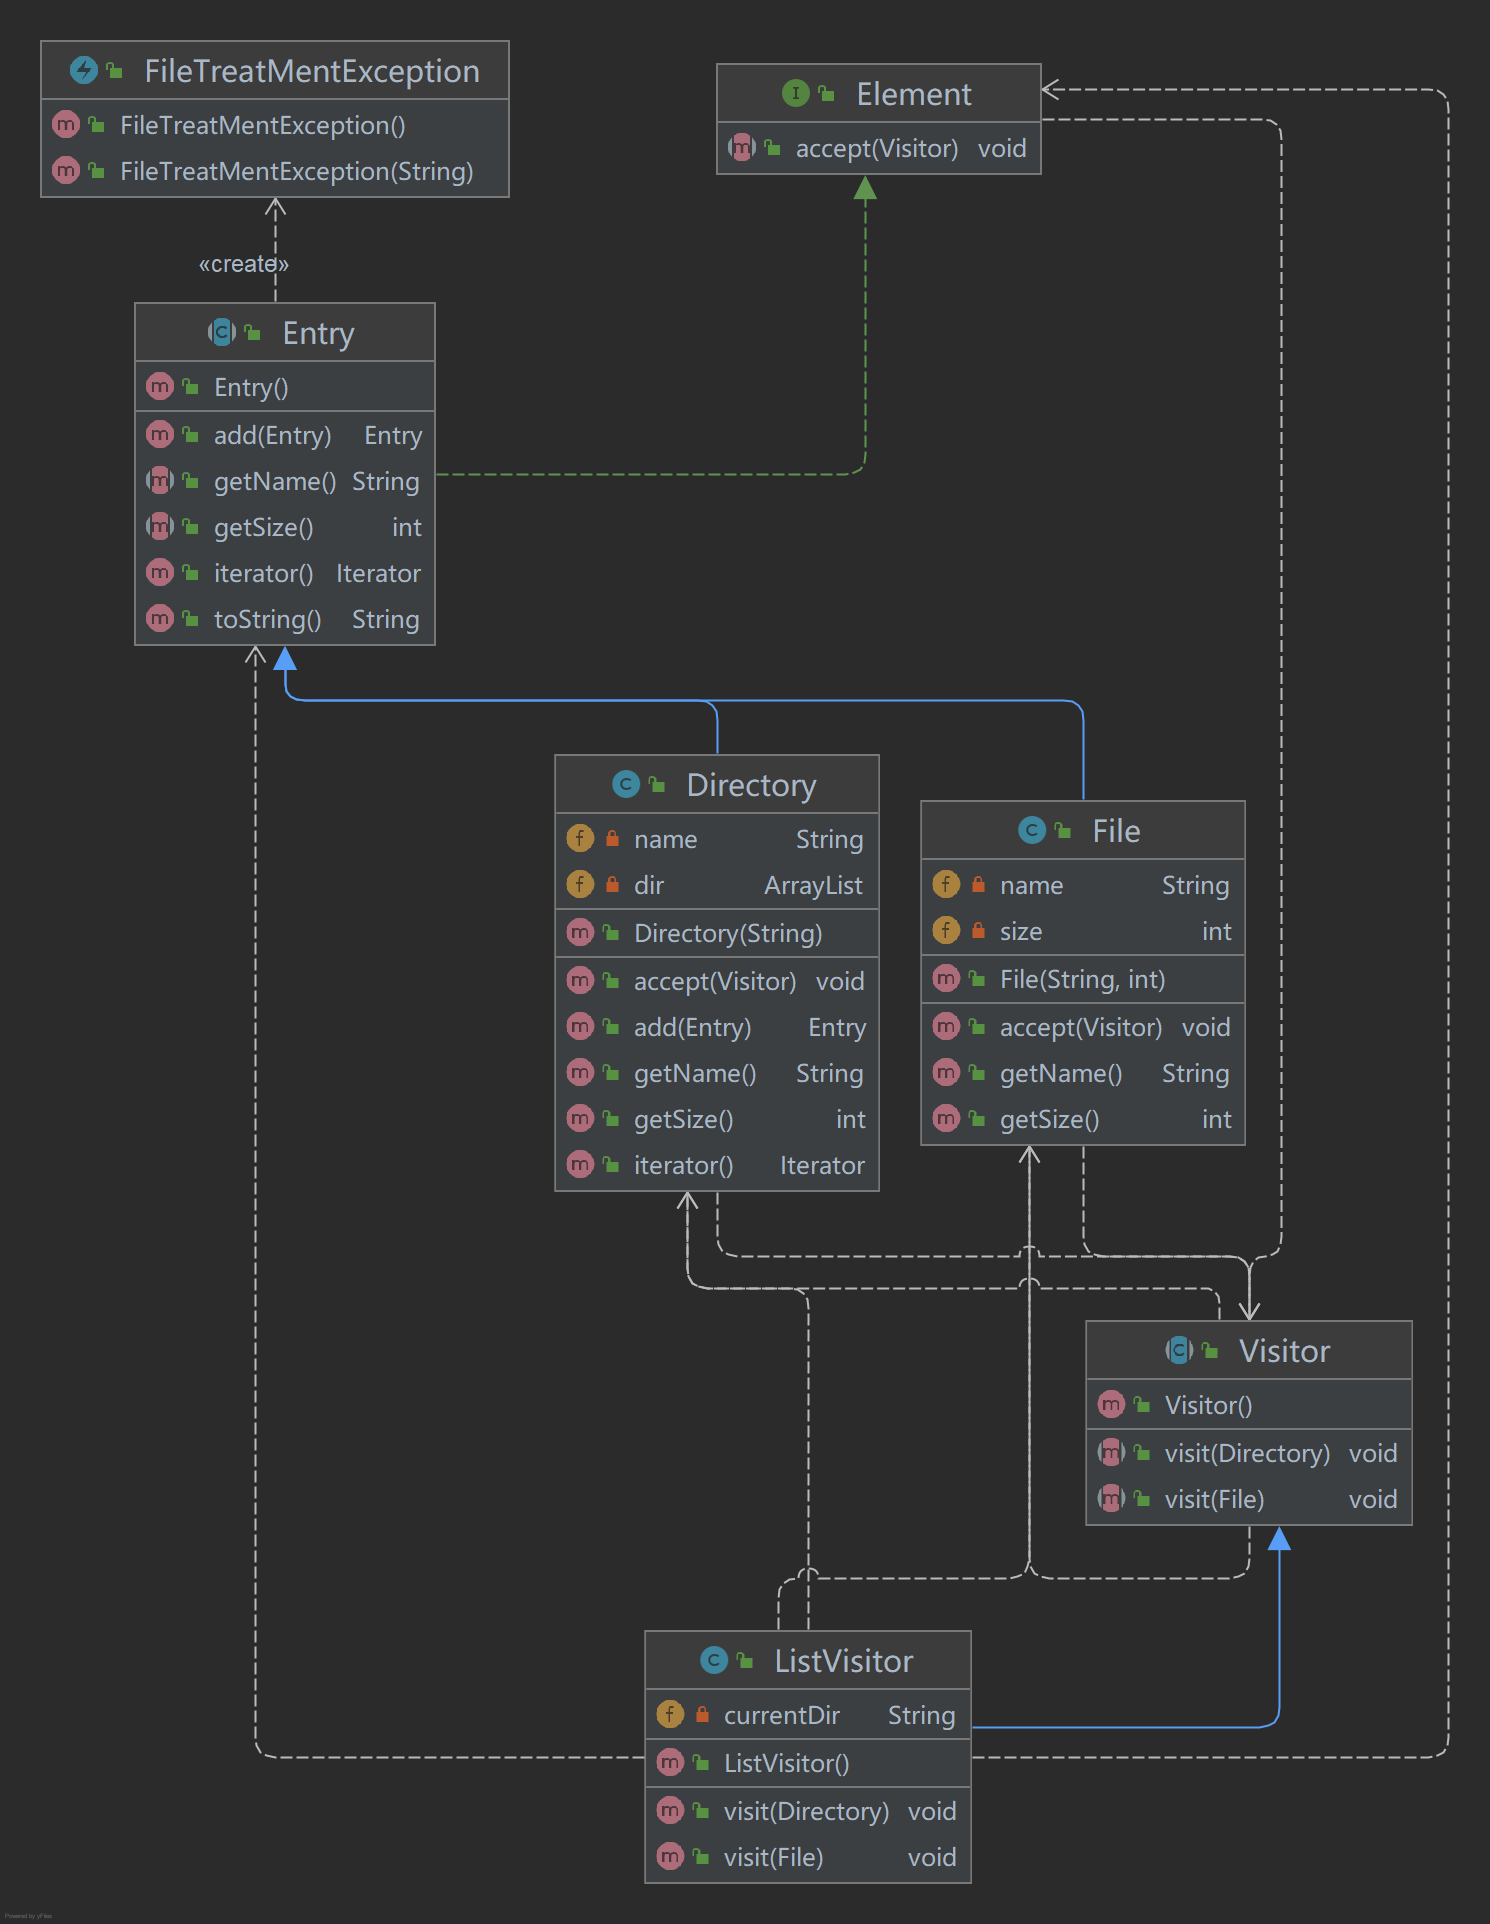 FileTreatMentException
FileTreatMentException()
FileTreatMentException(String)
Element
accept(Visitor) void
«create»
Entry
Entry()
add(Entry) Entry
getName() String
getSize() int
iterator() Iterator
toString() String
Directory
name String
dir ArrayList
Directory(String)
accept(Visitor) void
add(Entry) Entry
getName() String
getSize() int
iterator() Iterator
File
name String
size int
File(String, int)
accept(Visitor) void
getName() String
getSize() int
Visitor
Visitor()
visit(Directory) void
visit(File) void
ListVisitor
currentDir String
ListVisitor()
visit(Directory) void
visit(File) void
Powered by yFiles